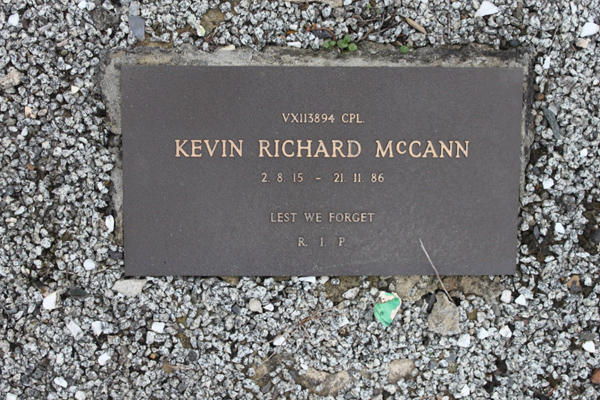 VX113894 CPL.
KEVIN RICHARD McCANN
2. 8. 15 - 21. 11. 86
LEST WE FORGET
R. I. P.